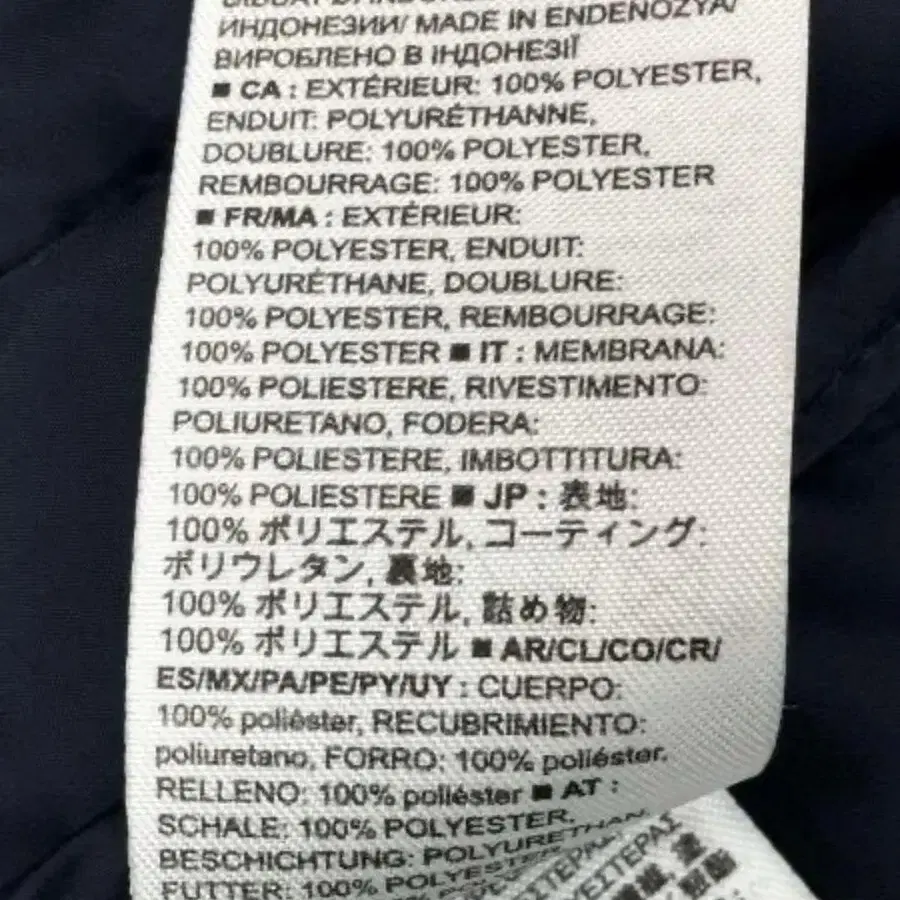 ИНДОНЕЗИИ/ MADE IN ENDENOZYA/
ВИРОБЛЕНО В ІНДОНЕЗІЇ
■ CA : EXTÉRIEUR: 100% POLYESTER,
ENDUIT: POLYURÉTHANNE,
DOUBLURE: 100% POLYESTER,
REMBOURRAGE: 100% POLYESTER
■ FR/MA : EXTÉRIEUR:
100% POLYESTER, ENDUIT:
POLYURÉTHANE, DOUBLURE:
100% POLYESTER, REMBOURRAGE:
100% POLYESTER ■ IT : MEMBRANA:
100% POLIESTERE, RIVESTIMENTO:
POLIURETANO, FODERA:
100% POLIESTERE, IMBOTTITURA:
100% POLIESTERE ■ JP : 表地:
100% ポリエステル, コーティング:
ポリウレタン, 裏地:
100% ポリエステル, 詰め物:
100% ポリエステル ■ AR/CL/CO/CR/
ES/MX/PA/PE/PY/UY : CUERPO:
100% poliéster, RECUBRIMIENTO:
poliuretano, FORRO: 100% poliéster,
RELLENO: 100% poliéster ■ AT :
SCHALE: 100% POLYESTER,
BESCHICHTUNG: POLYURETHAN,
FUTTER: 100% POLYESTER